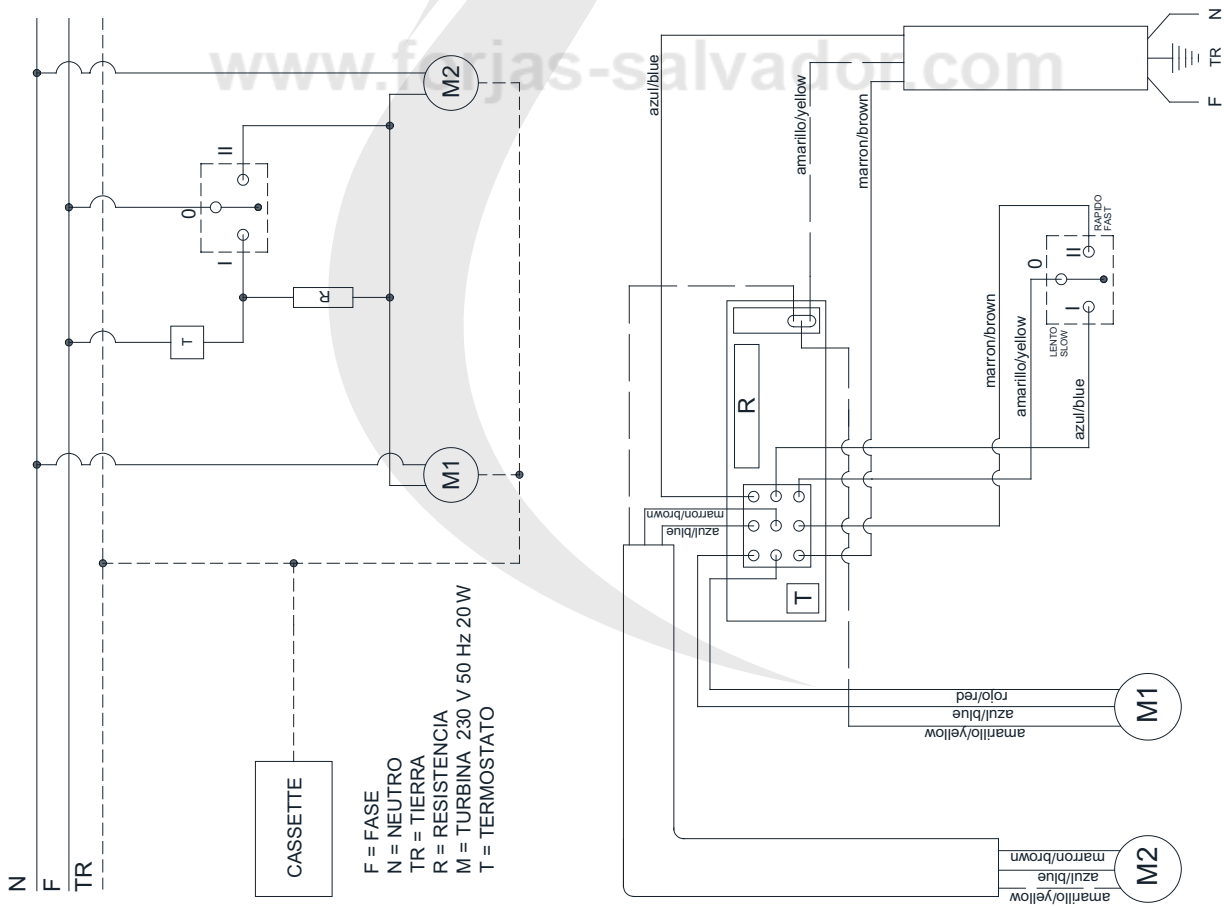 www.forjas-salvador.com
N
F
TR
CASSETTE
F = FASE
N = NEUTRO
TR = TIERRA
R = RESISTENCIA
M = TURBINA 230 V 50 Hz 20 W
T = TERMOSTATO
T
R
I
0
II
M1
M2
M2
amarillo/yellow
azul/blue
marron/brown
M1
amarillo/yellow
azul/blue
rojo/red
T
R
azul/blue
marron/brown
azul/blue
amarillo/yellow
marron/brown
marron/brown
amarillo/yellow
azul/blue
LENTO
SLOW
I
0
II
RAPIDO
FAST
F
TR
N